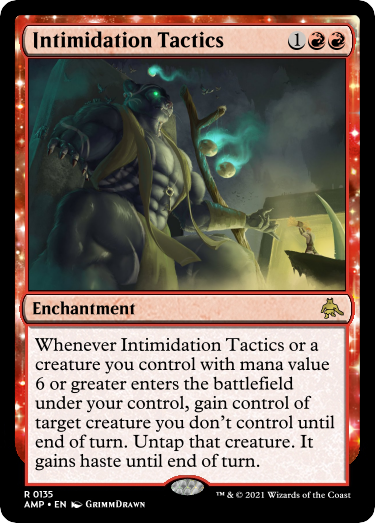 Intimidation Tactics 1
Enchantment
Whenever Intimidation Tactics or a
creature you control with mana value
6 or greater enters the battlefield
under your control, gain control of
target creature you don't control until
end of turn. Untap that creature. It
gains haste until end of turn.
R 0135
AMP • EN GrimmDrawn
™ & © 2021 Wizards of the Coast